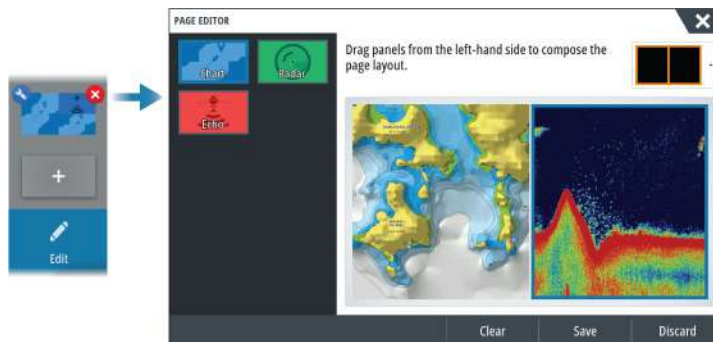 PAGE EDITOR
Chart
Radar
Echo
Drag panels from the left-hand side to compose the
page layout.
+
Edit
Clear
Save
Discard